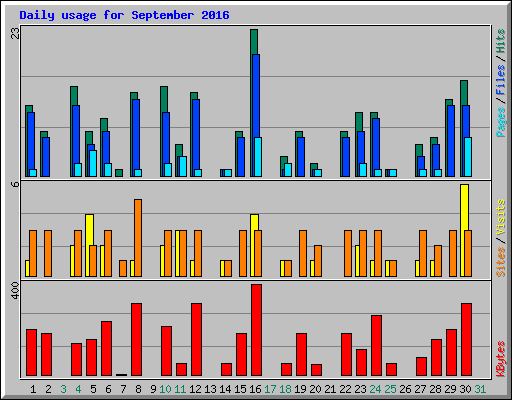 Daily usage for September 2016
23
Pages / Files / Hits
6
Sites / Visits
400
KBytes
1 2 3 4 5 6 7 8 9 10 11 12 13 14 15 16 17 18 19 20 21 22 23 24 25 26 27 28 29 30 31